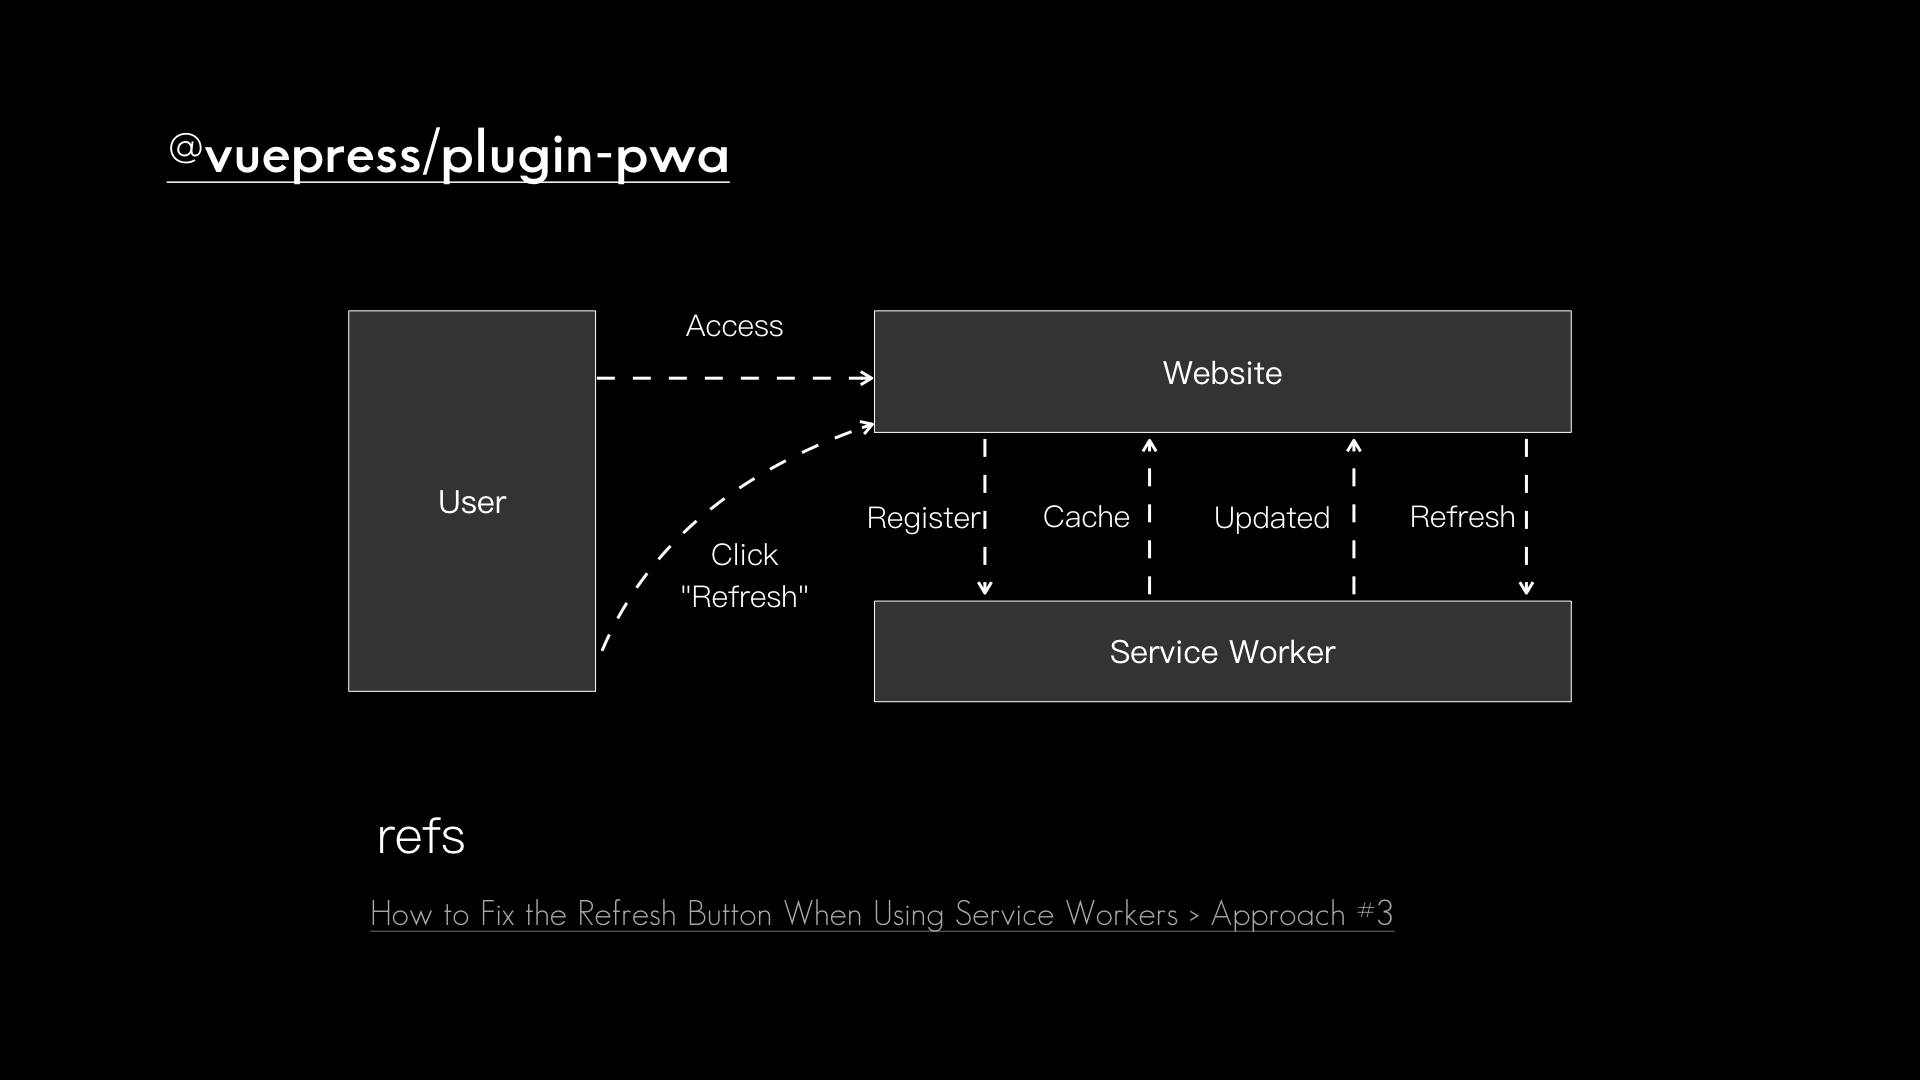 @vuepress/plugin-pwa
Access
Website
User
Register
Cache
Updated
Refresh
Click
"Refresh"
Service Worker
refs
How to Fix the Refresh Button When Using Service Workers > Approach #3